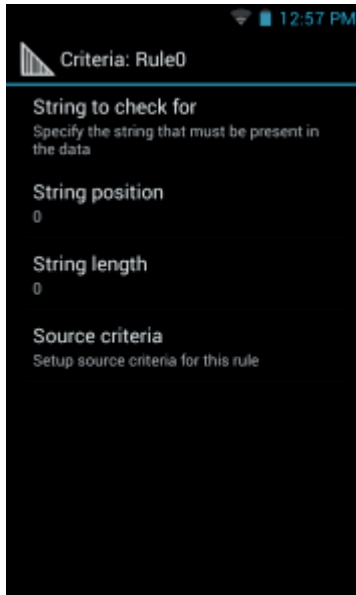 12:57 PM
Criteria: Rule0
String to check for
Specify the string that must be present in
the data
String position
0
String length
0
Source criteria
Setup source criteria for this rule